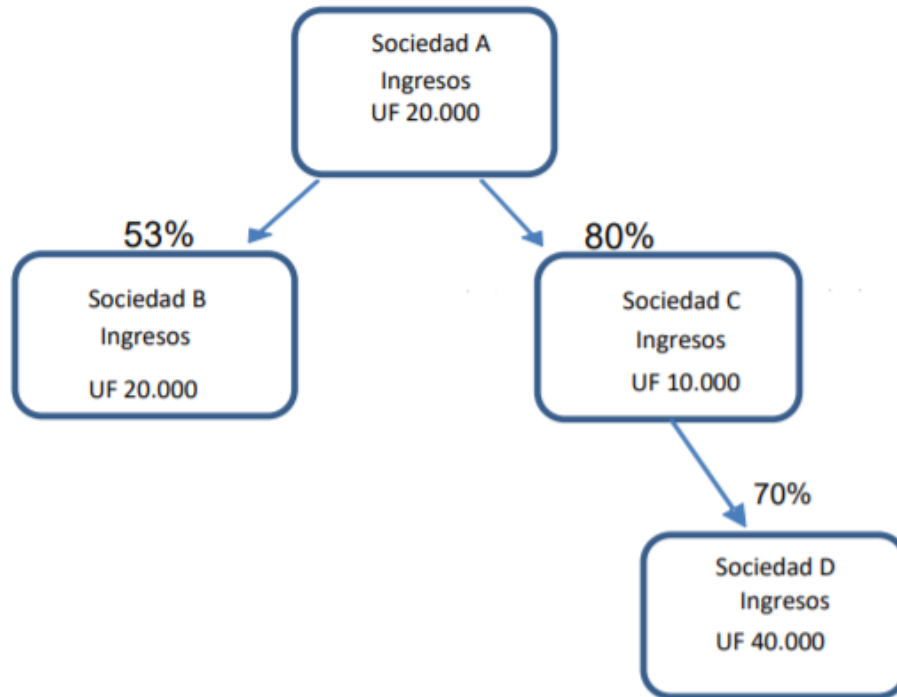 Sociedad A
Ingresos
UF 20.000
53%
80%
Sociedad B
Ingresos
UF 20.000
Sociedad C
Ingresos
UF 10.000
70%
Sociedad D
Ingresos
UF 40.000